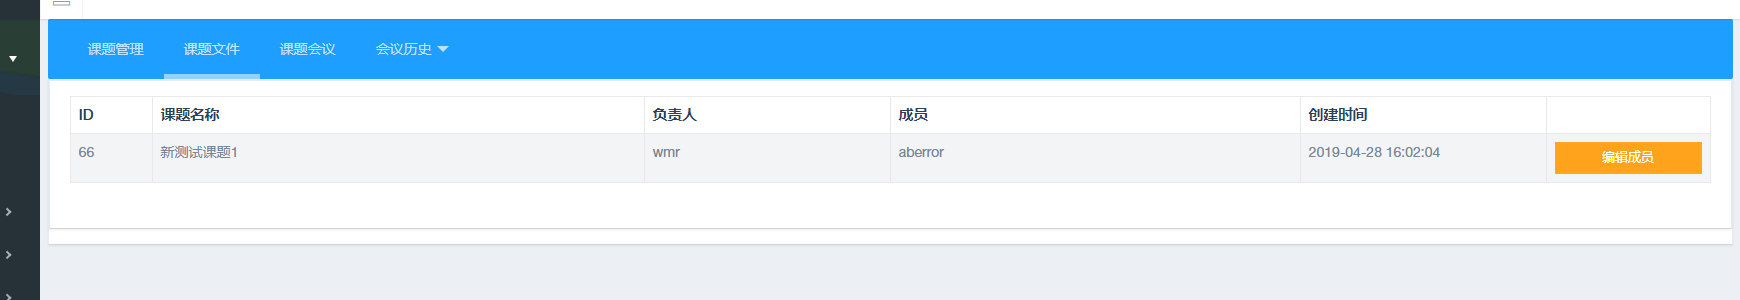 课题管理 课题文件 课题会议 会议历史
ID 课题名称 负责人 成员 创建时间
66 新测试课题1 wmr aberror 2019-04-28 16:02:04 编辑成员